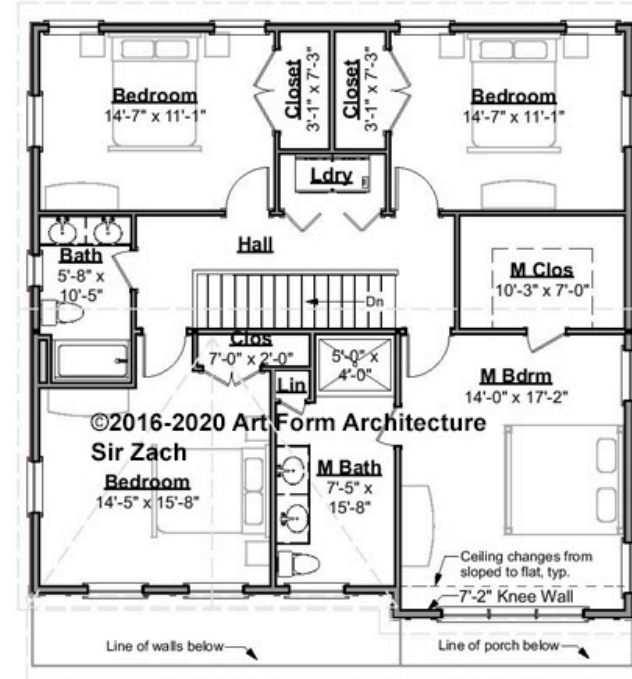 Bedroom
14'-7" x 11'-1"
Closet
3'-1" x 7'-3"
Closet
3'-1" x 7'-3"
Bedroom
14'-7" x 11'-1"
Ldry
Hall
Bath
5'-8" x
10'-5"
Dn
M Clos
10'-3" x 7'-0"
Clos
7'-0" x 2'-0"
5'-0" x
4'-0"
Lin
M Bdrm
14'-0" x 17'-2"
©2016-2020 Art Form Architecture
Sir Zach
Bedroom
14'-5" x 15'-8"
M Bath
7'-5" x
15'-8"
Ceiling changes from
sloped to flat, typ.
7'-2" Knee Wall
Line of walls below
Line of porch below